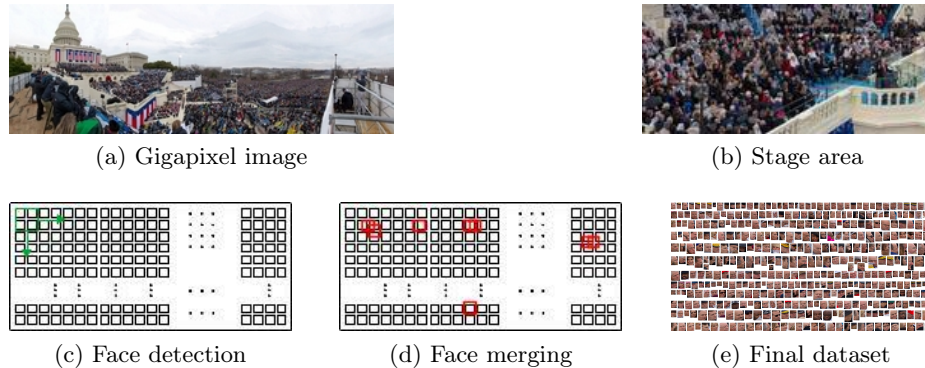 (a) Gigapixel image
(b) Stage area
(c) Face detection
(d) Face merging
(e) Final dataset